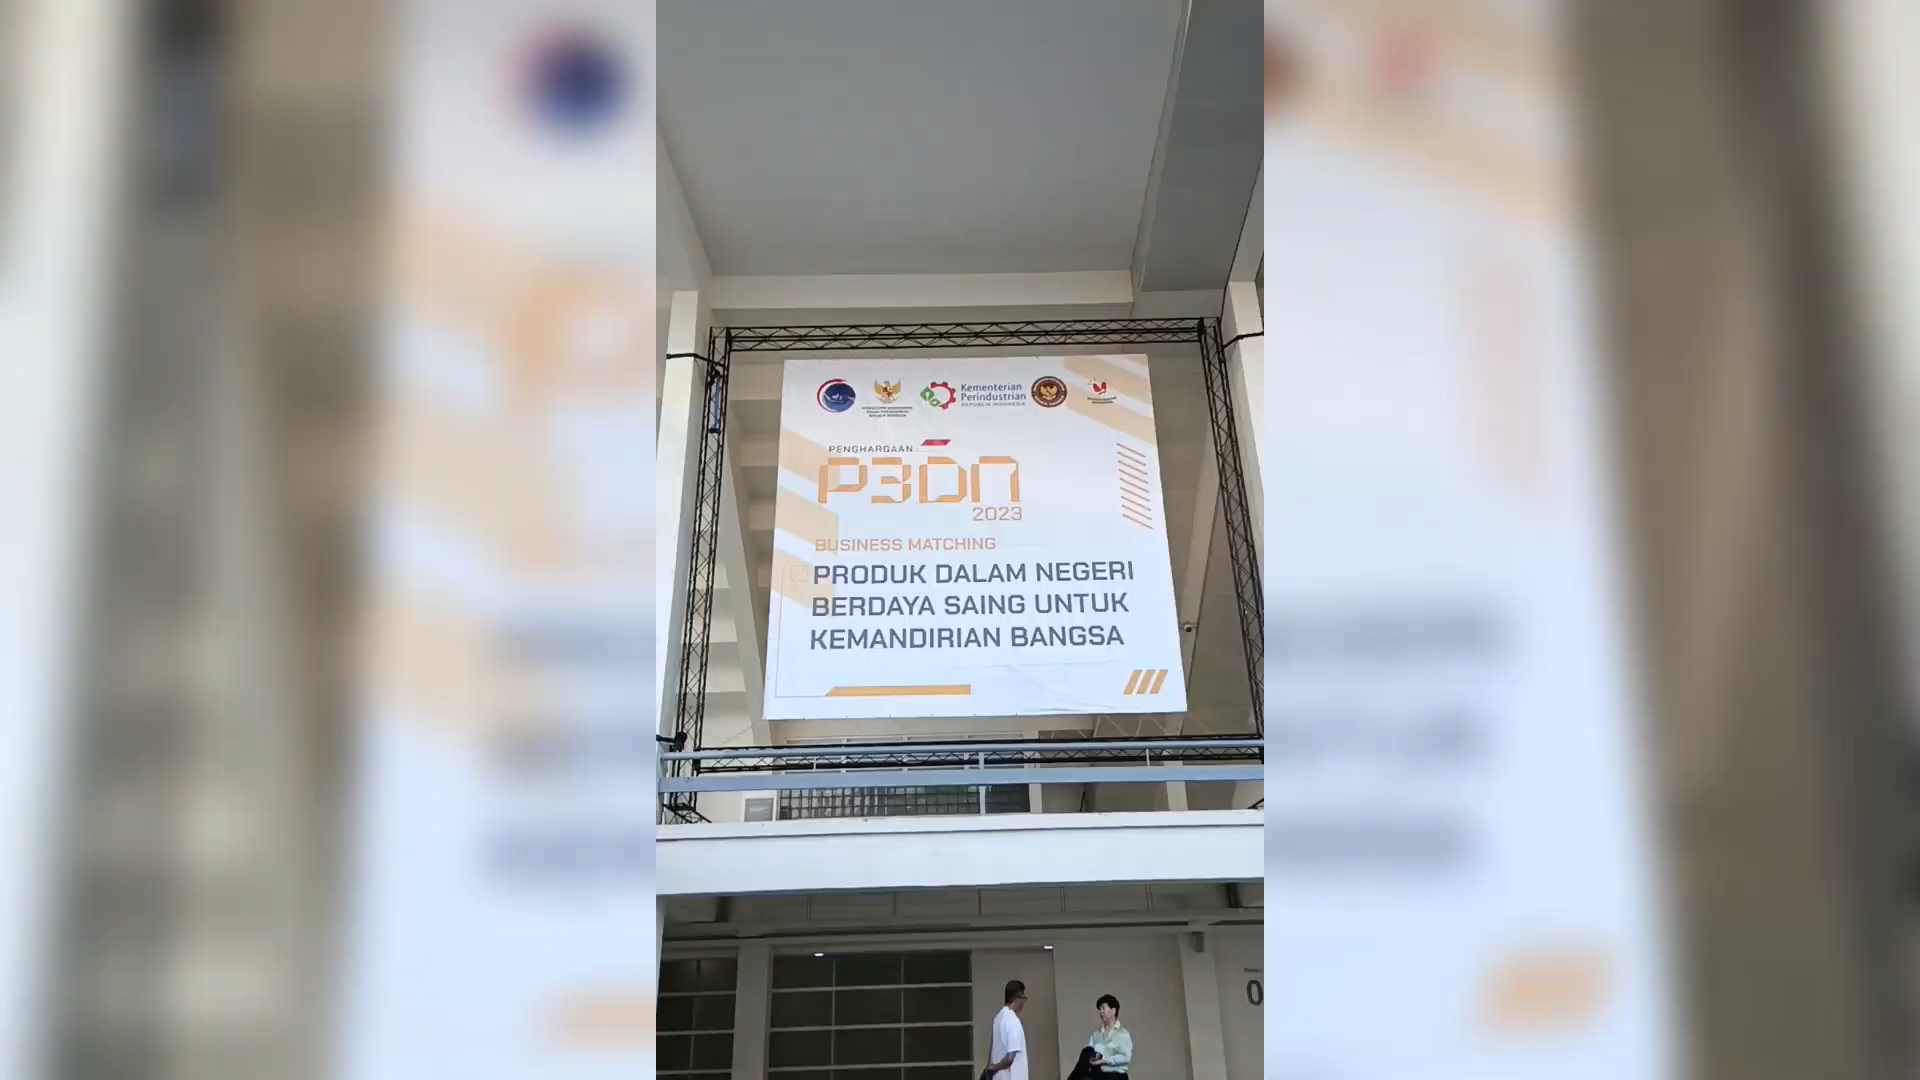 Kementerian
Perindustrian
REPUBLIK INDONESIA
PENGHARGAAN
P3DN
2023
BUSINESS MATCHING
PRODUK DALAM NEGERI
BERDAYA SAING UNTUK
KEMANDIRIAN BANGSA